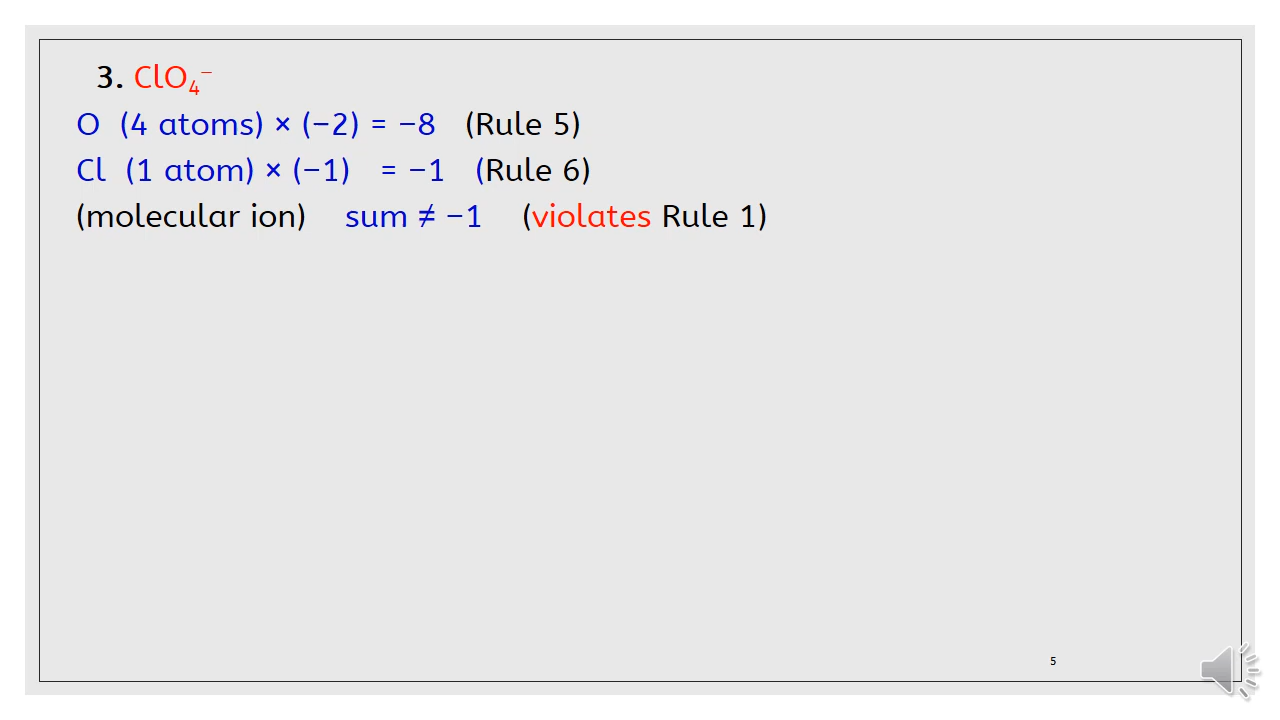 3. ClO₄⁻
O (4 atoms) × (−2) = −8 (Rule 5)
Cl (1 atom) × (−1) = −1 (Rule 6)
(molecular ion) sum ≠ −1 (violates Rule 1)
5